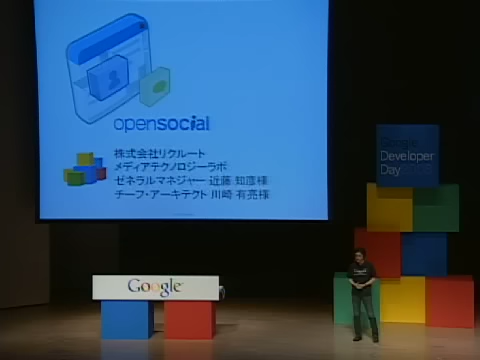 opensocial
株式会社リクルート
メディアテクノロジーラボ
ゼネラルマネジャー 近藤 知彦様
チーフ・アーキテクト 川崎 有亮様
Google
Developer
Day 2008
Google